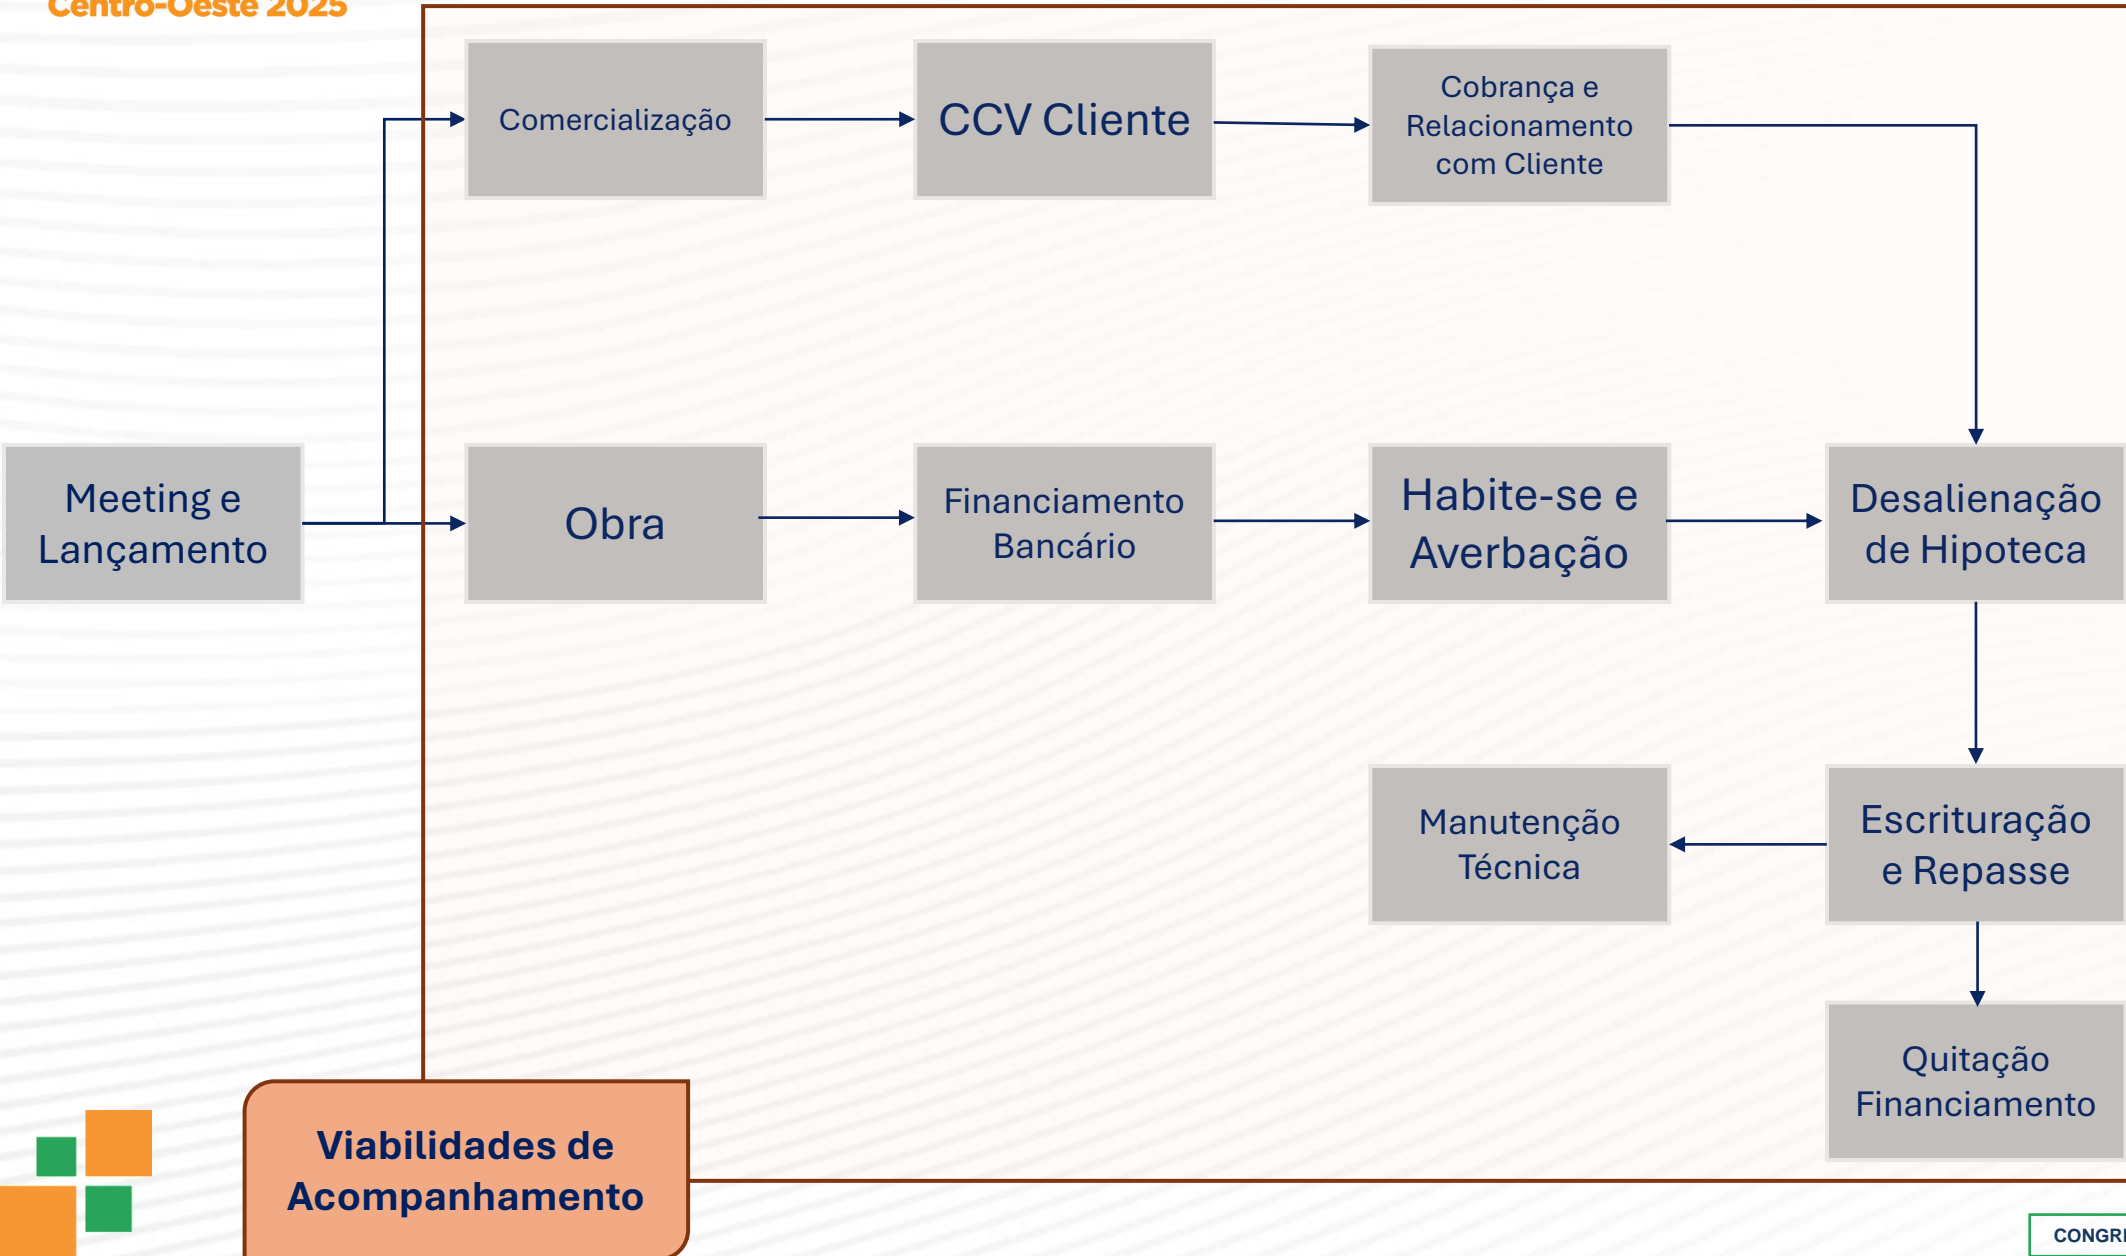 Centro-Oeste 2025
Comercialização
CCV Cliente
Cobrança e
Relacionamento
com Cliente
Meeting e
Lançamento
Obra
Financiamento
Bancário
Habite-se e
Averbação
Desalienação
de Hipoteca
Manutenção
Técnica
Escrituração
e Repasse
Quitação
Financiamento
Viabilidades de
Acompanhamento